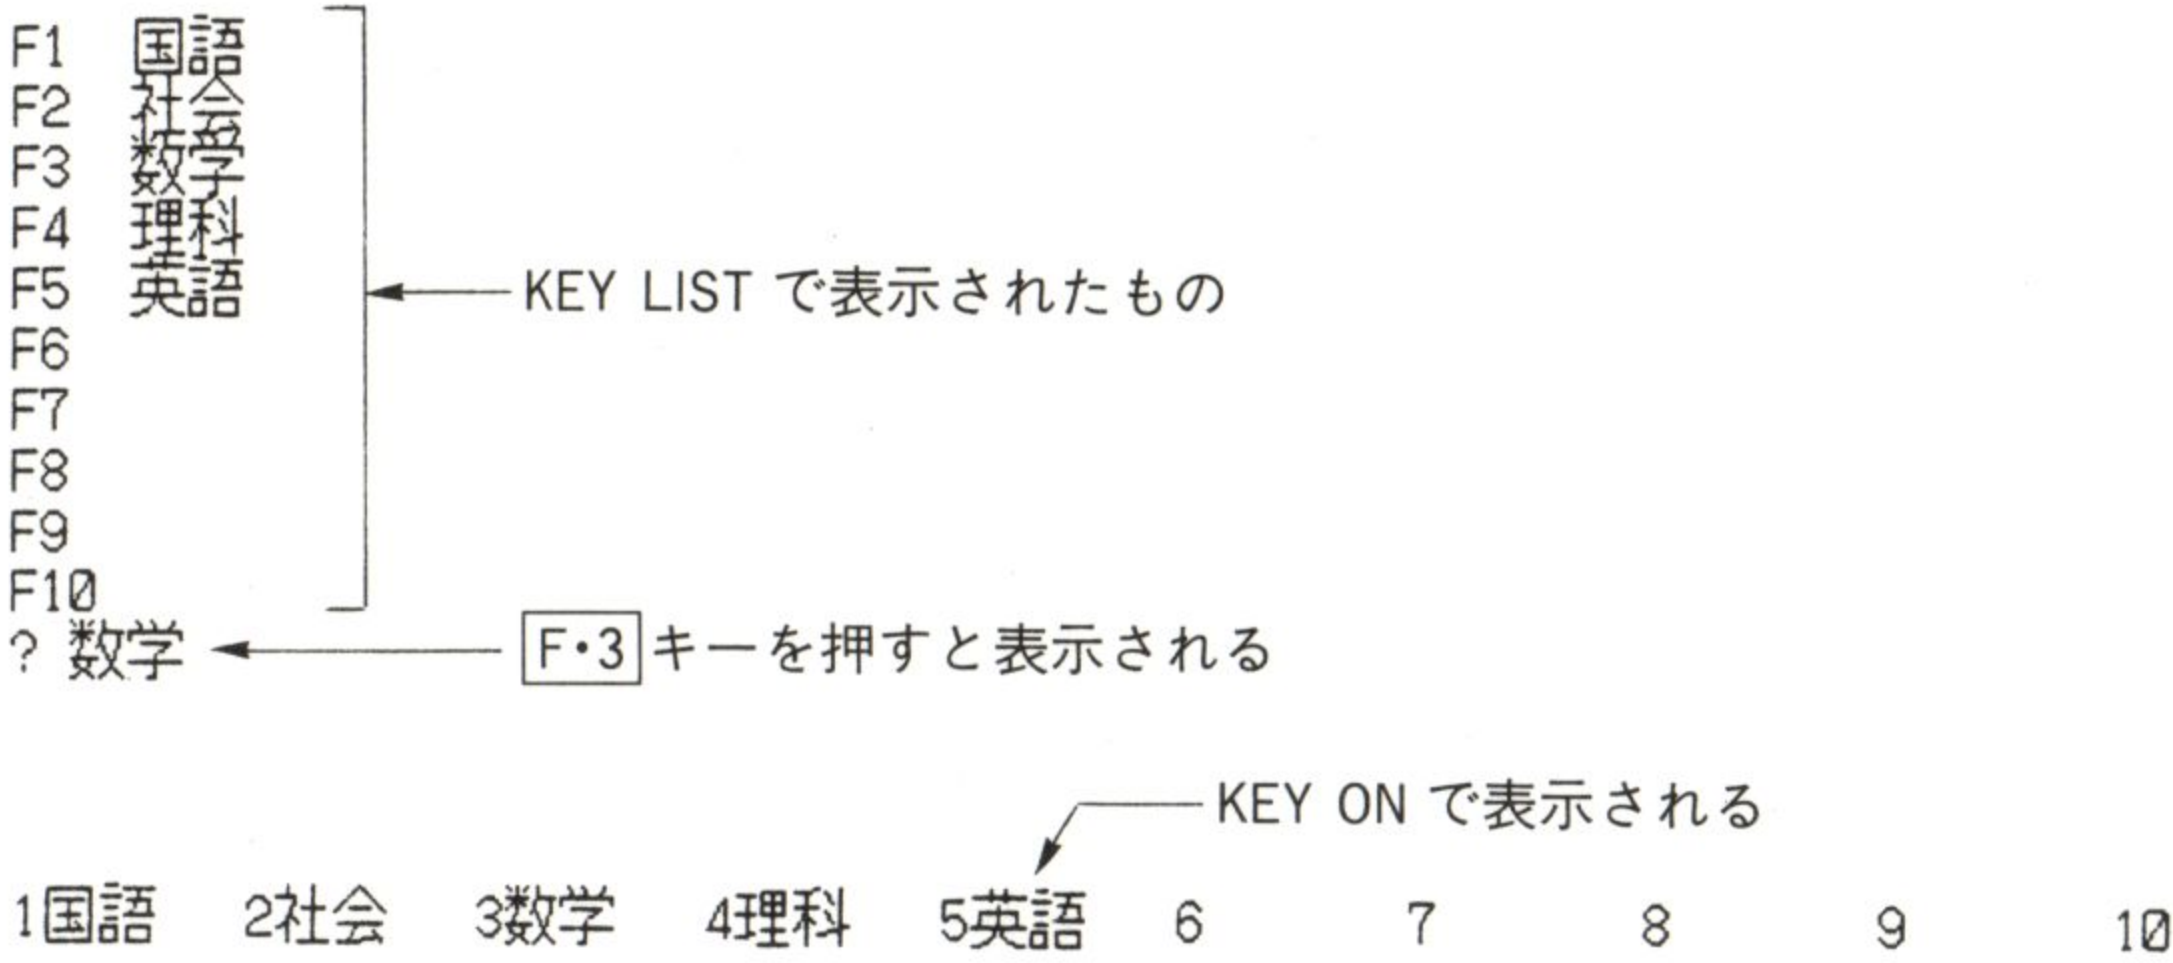 F1 国語
F2 社会
F3 数学
F4 理科
F5 英語 KEY LIST で表示されたもの
F6
F7
F8
F9
F10
? 数学 F・3 キーを押すと表示される
KEY ON で表示される
1国語 2社会 3数学 4理科 5英語 6 7 8 9 10